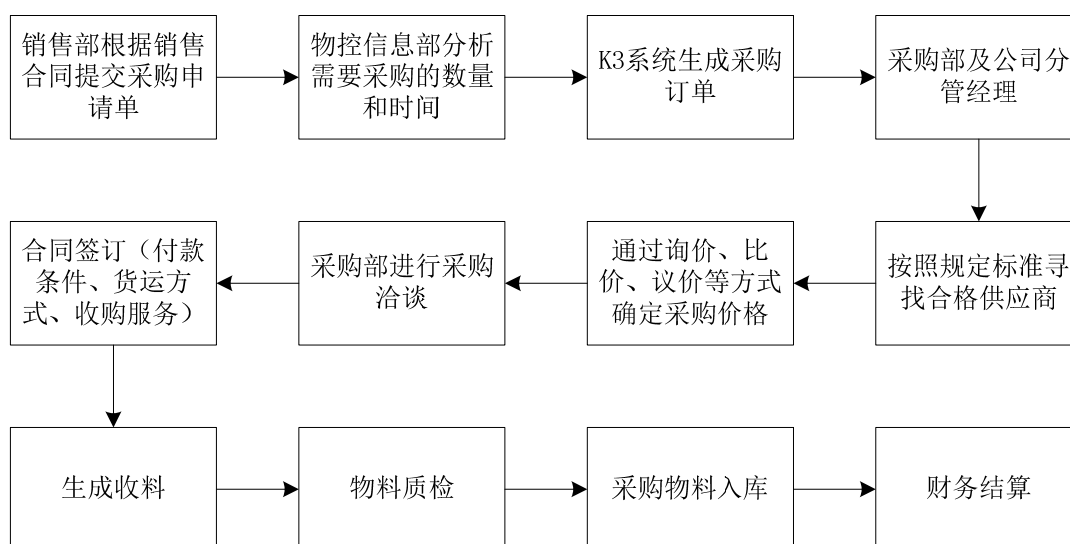 销售部根据销售
合同提交采购申
请单
物控信息部分析
需要采购的数量
和时间
K3系统生成采购
订单
采购部及公司分
管经理
按照规定标准寻
找合格供应商
通过询价、比
价、议价等方式
确定采购价格
采购部进行采购
洽谈
合同签订（付款
条件、货运方
式、收购服务）
生成收料
物料质检
采购物料入库
财务结算